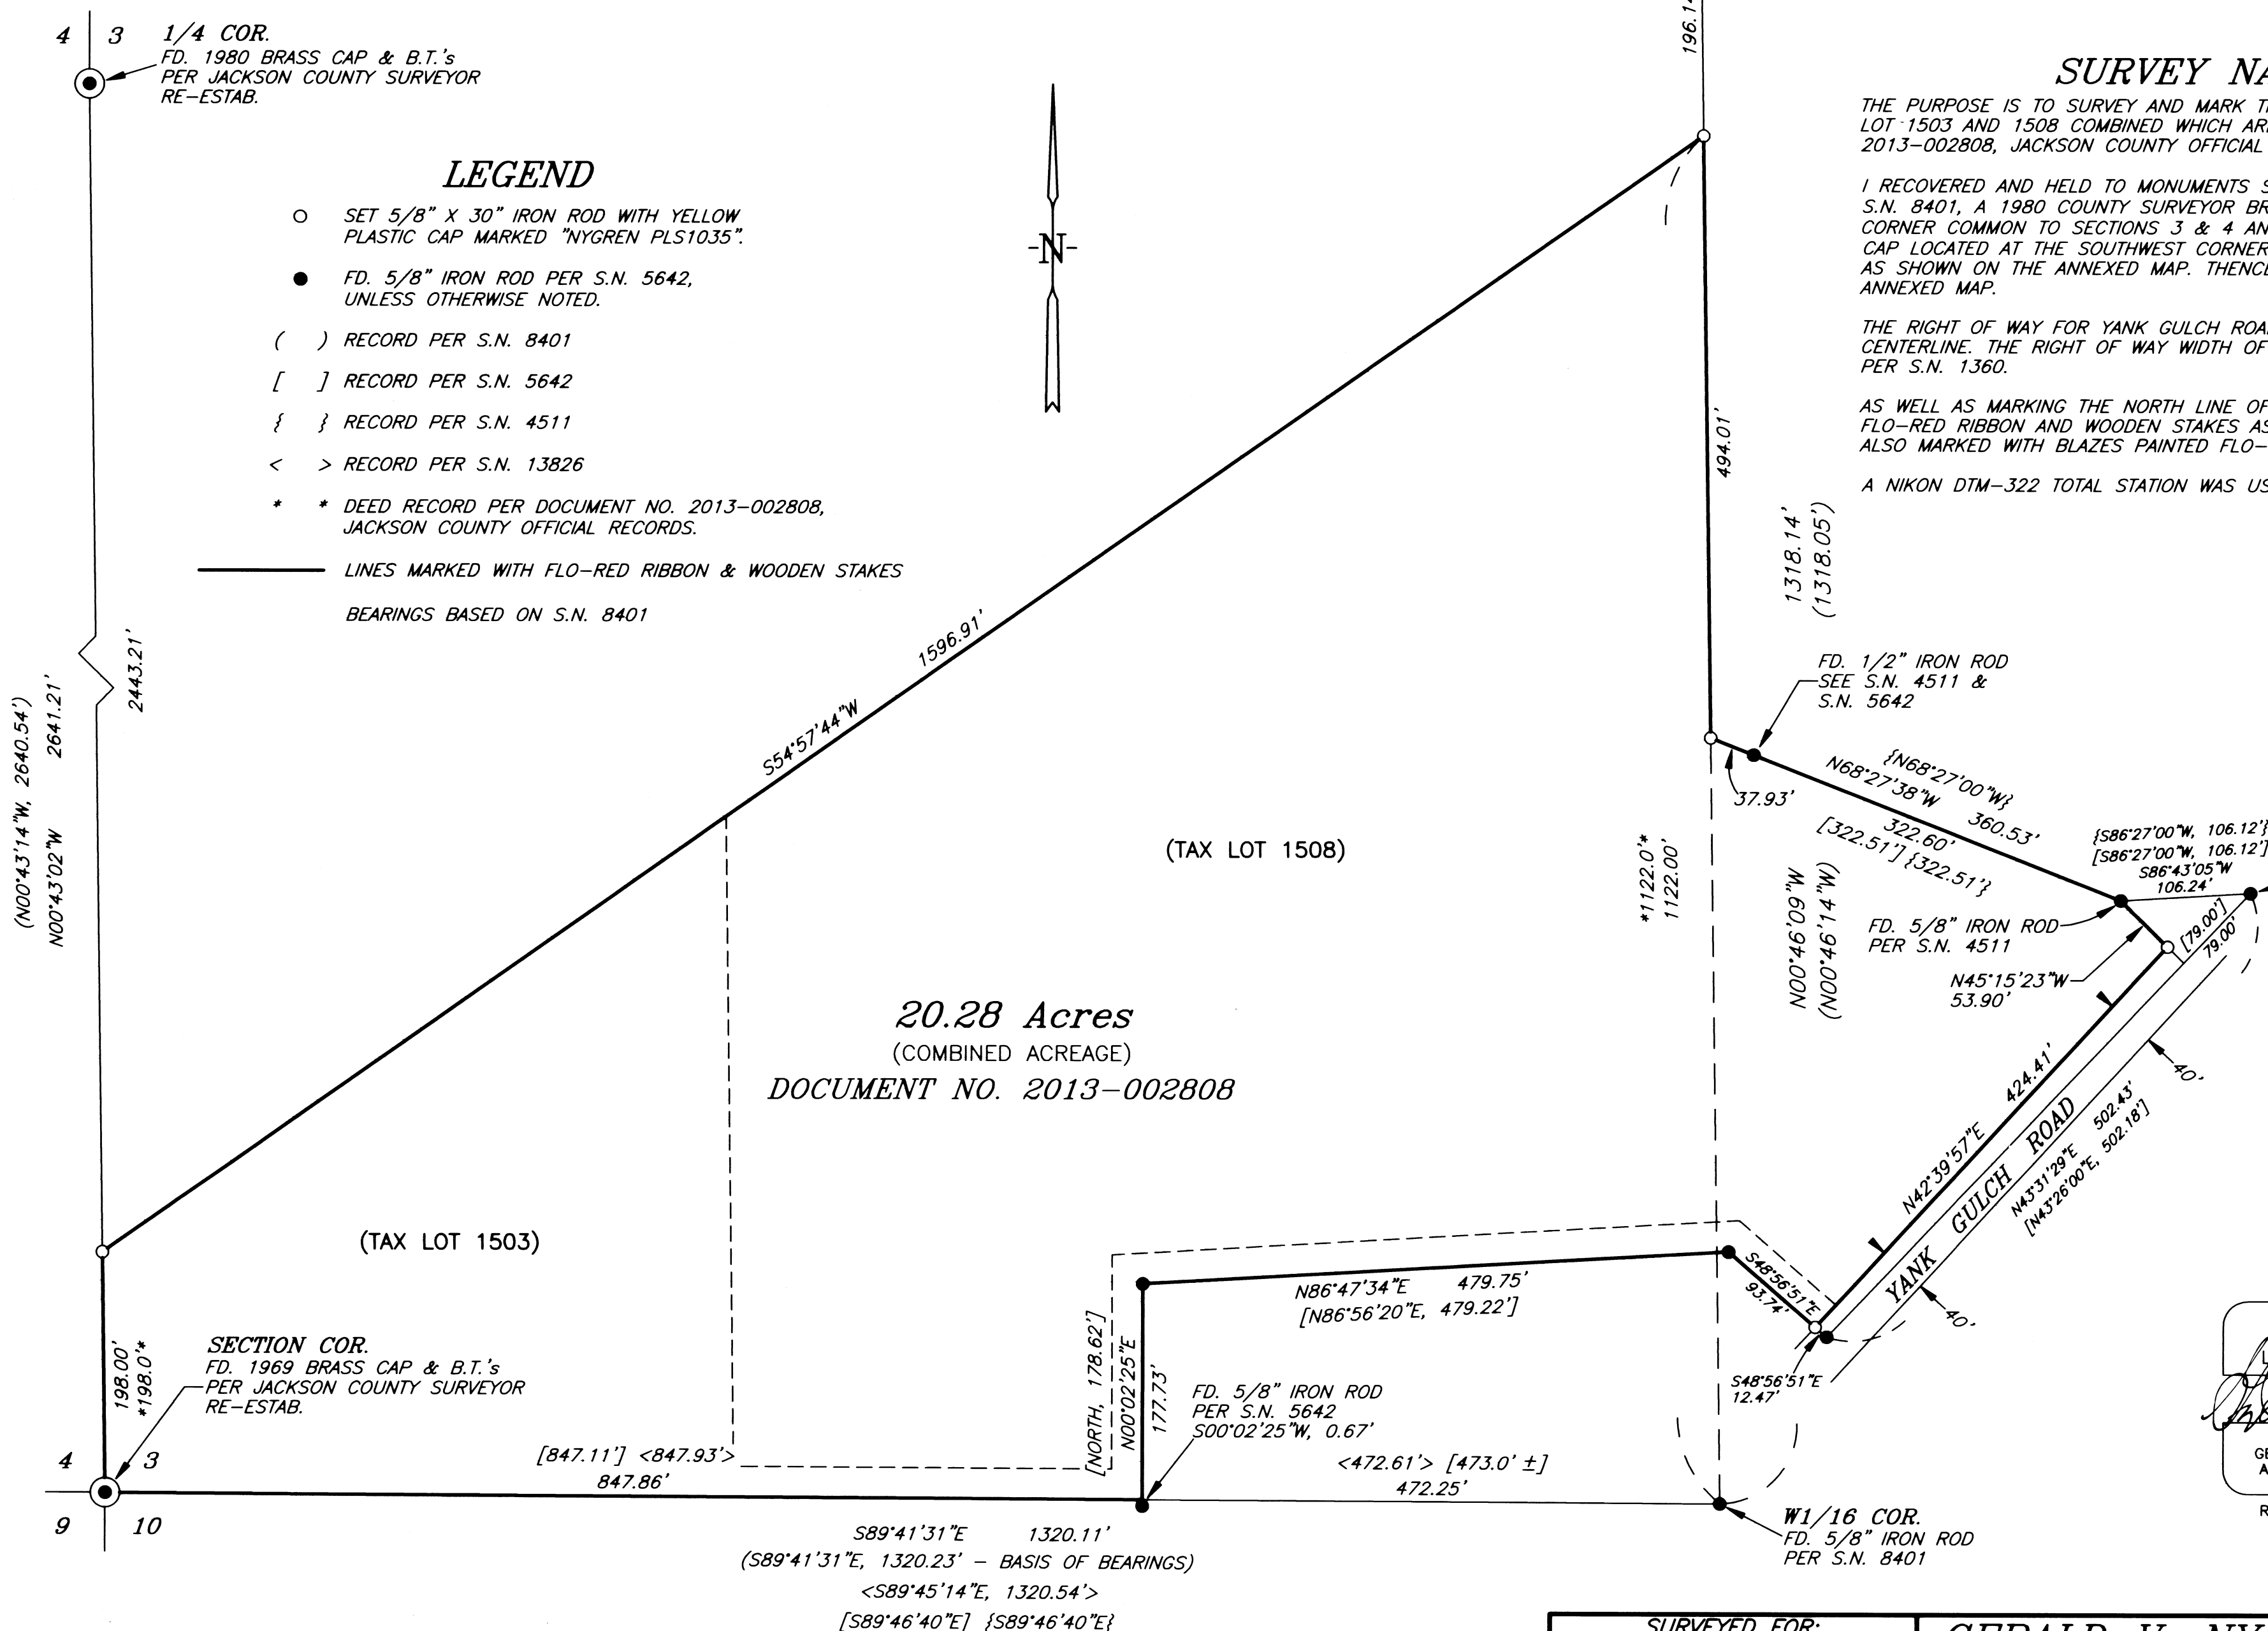 4 3
1/4 COR.
FD. 1980 BRASS CAP & B.T.'s
PER JACKSON COUNTY SURVEYOR
RE-ESTAB.
LEGEND
SET 5/8" X 30" IRON ROD WITH YELLOW
PLASTIC CAP MARKED "NYGREN PLS1035".
FD. 5/8" IRON ROD PER S.N. 5642,
UNLESS OTHERWISE NOTED.
( ) RECORD PER S.N. 8401
[ ] RECORD PER S.N. 5642
{ } RECORD PER S.N. 4511
< > RECORD PER S.N. 13826
* * DEED RECORD PER DOCUMENT NO. 2013-002808,
JACKSON COUNTY OFFICIAL RECORDS.
LINES MARKED WITH FLO-RED RIBBON & WOODEN STAKES
BEARINGS BASED ON S.N. 8401
-N-
196.14
SURVEY NA
THE PURPOSE IS TO SURVEY AND MARK T
LOT 1503 AND 1508 COMBINED WHICH AR
2013-002808, JACKSON COUNTY OFFICIAL
I RECOVERED AND HELD TO MONUMENTS S
S.N. 8401, A 1980 COUNTY SURVEYOR BR
CORNER COMMON TO SECTIONS 3 & 4 AN
CAP LOCATED AT THE SOUTHWEST CORNER
AS SHOWN ON THE ANNEXED MAP. THENC
ANNEXED MAP.
THE RIGHT OF WAY FOR YANK GULCH ROA
CENTERLINE. THE RIGHT OF WAY WIDTH OF
PER S.N. 1360.
AS WELL AS MARKING THE NORTH LINE OF
FLO-RED RIBBON AND WOODEN STAKES AS
ALSO MARKED WITH BLAZES PAINTED FLO-
A NIKON DTM-322 TOTAL STATION WAS US
(N00°43'14"W, 2640.54')
N00°43'02"W 2641.21'
2443.21'
S54°57'44"W 1596.91'
494.01'
1318.14'
(1318.05')
FD. 1/2" IRON ROD
SEE S.N. 4511 &
S.N. 5642
37.93'
{N68°27'00"W}
N68°27'38"W 360.53'
322.60'
[322.51'] {322.51'}
{S86°27'00"W, 106.12'}
[S86°27'00"W, 106.12']
S86°43'05"W
106.24'
(TAX LOT 1508)
*1122.0'*
1122.00'
N00°46'09"W
(N00°46'14"W)
FD. 5/8" IRON ROD
PER S.N. 4511
[79.00']
79.00'
N45°15'23"W
53.90'
20.28 Acres
(COMBINED ACREAGE)
DOCUMENT NO. 2013-002808
N42°39'57"E 424.41'
YANK GULCH ROAD
40'
N43°31'29"E 502.43'
[N43°26'00"E, 502.18']
40'
(TAX LOT 1503)
198.00'
*198.0'*
SECTION COR.
FD. 1969 BRASS CAP & B.T.'s
PER JACKSON COUNTY SURVEYOR
RE-ESTAB.
4 3
9 10
[NORTH, 178.62']
N00°02'25"E
177.73'
N86°47'34"E 479.75'
[N86°56'20"E, 479.22']
S48°56'51"E
93.74'
S48°56'51"E
12.47'
FD. 5/8" IRON ROD
PER S.N. 5642
S00°02'25"W, 0.67'
[847.11'] <847.93'>
847.86'
<472.61'> [473.0' ±]
472.25'
W1/16 COR.
FD. 5/8" IRON ROD
PER S.N. 8401
S89°41'31"E 1320.11'
(S89°41'31"E, 1320.23' - BASIS OF BEARINGS)
<S89°45'14"E, 1320.54'>
[S89°46'40"E] {S89°46'40"E}
SURVEYED FOR: